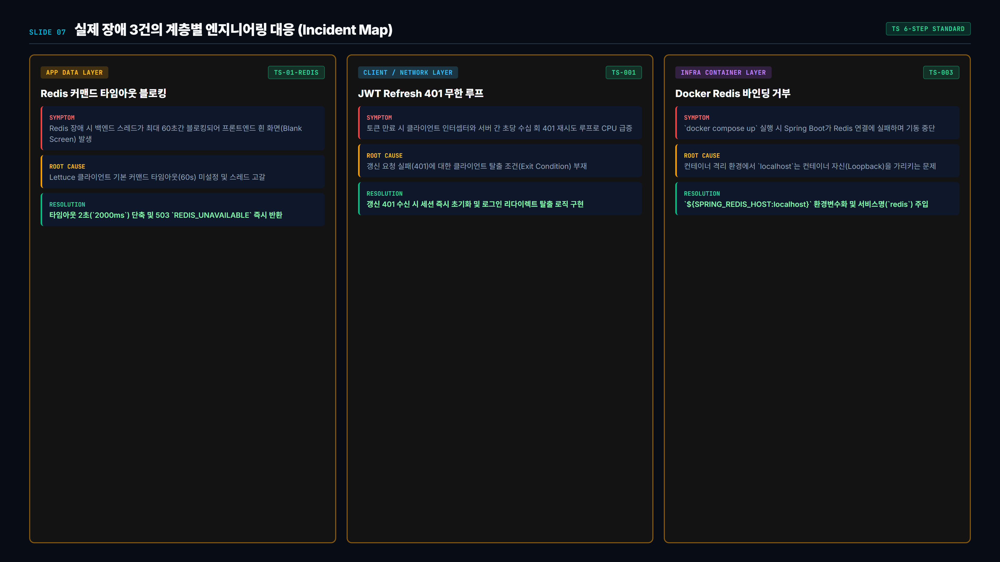 SLIDE 07 실제 장애 3건의 계층별 엔지니어링 대응 (Incident Map)
TS 6-STEP STANDARD
APP DATA LAYER
TS-01-REDIS
Redis 커맨드 타임아웃 블로킹
SYMPTOM
Redis 장애 시 백엔드 스레드가 최대 60초간 블로킹되어 프론트엔드 흰 화면(Blank
Screen) 발생
ROOT CAUSE
Lettuce 클라이언트 기본 커맨드 타임아웃(60s) 미설정 및 스레드 고갈
RESOLUTION
타임아웃 2초(`2000ms`) 단축 및 503 `REDIS_UNAVAILABLE` 즉시 반환
CLIENT / NETWORK LAYER
TS-001
JWT Refresh 401 무한 루프
SYMPTOM
토큰 만료 시 클라이언트 인터셉터와 서버 간 초당 수십 회 401 재시도 루프로 CPU 급증
ROOT CAUSE
갱신 요청 실패(401)에 대한 클라이언트 탈출 조건(Exit Condition) 부재
RESOLUTION
갱신 401 수신 시 세션 즉시 초기화 및 로그인 리다이렉트 탈출 로직 구현
INFRA CONTAINER LAYER
TS-003
Docker Redis 바인딩 거부
SYMPTOM
`docker compose up` 실행 시 Spring Boot가 Redis 연결에 실패하며 기동 중단
ROOT CAUSE
컨테이너 격리 환경에서 `localhost`는 컨테이너 자신(Loopback)을 가리키는 문제
RESOLUTION
`${SPRING_REDIS_HOST:localhost}` 환경변수화 및 서비스명(`redis`) 주입